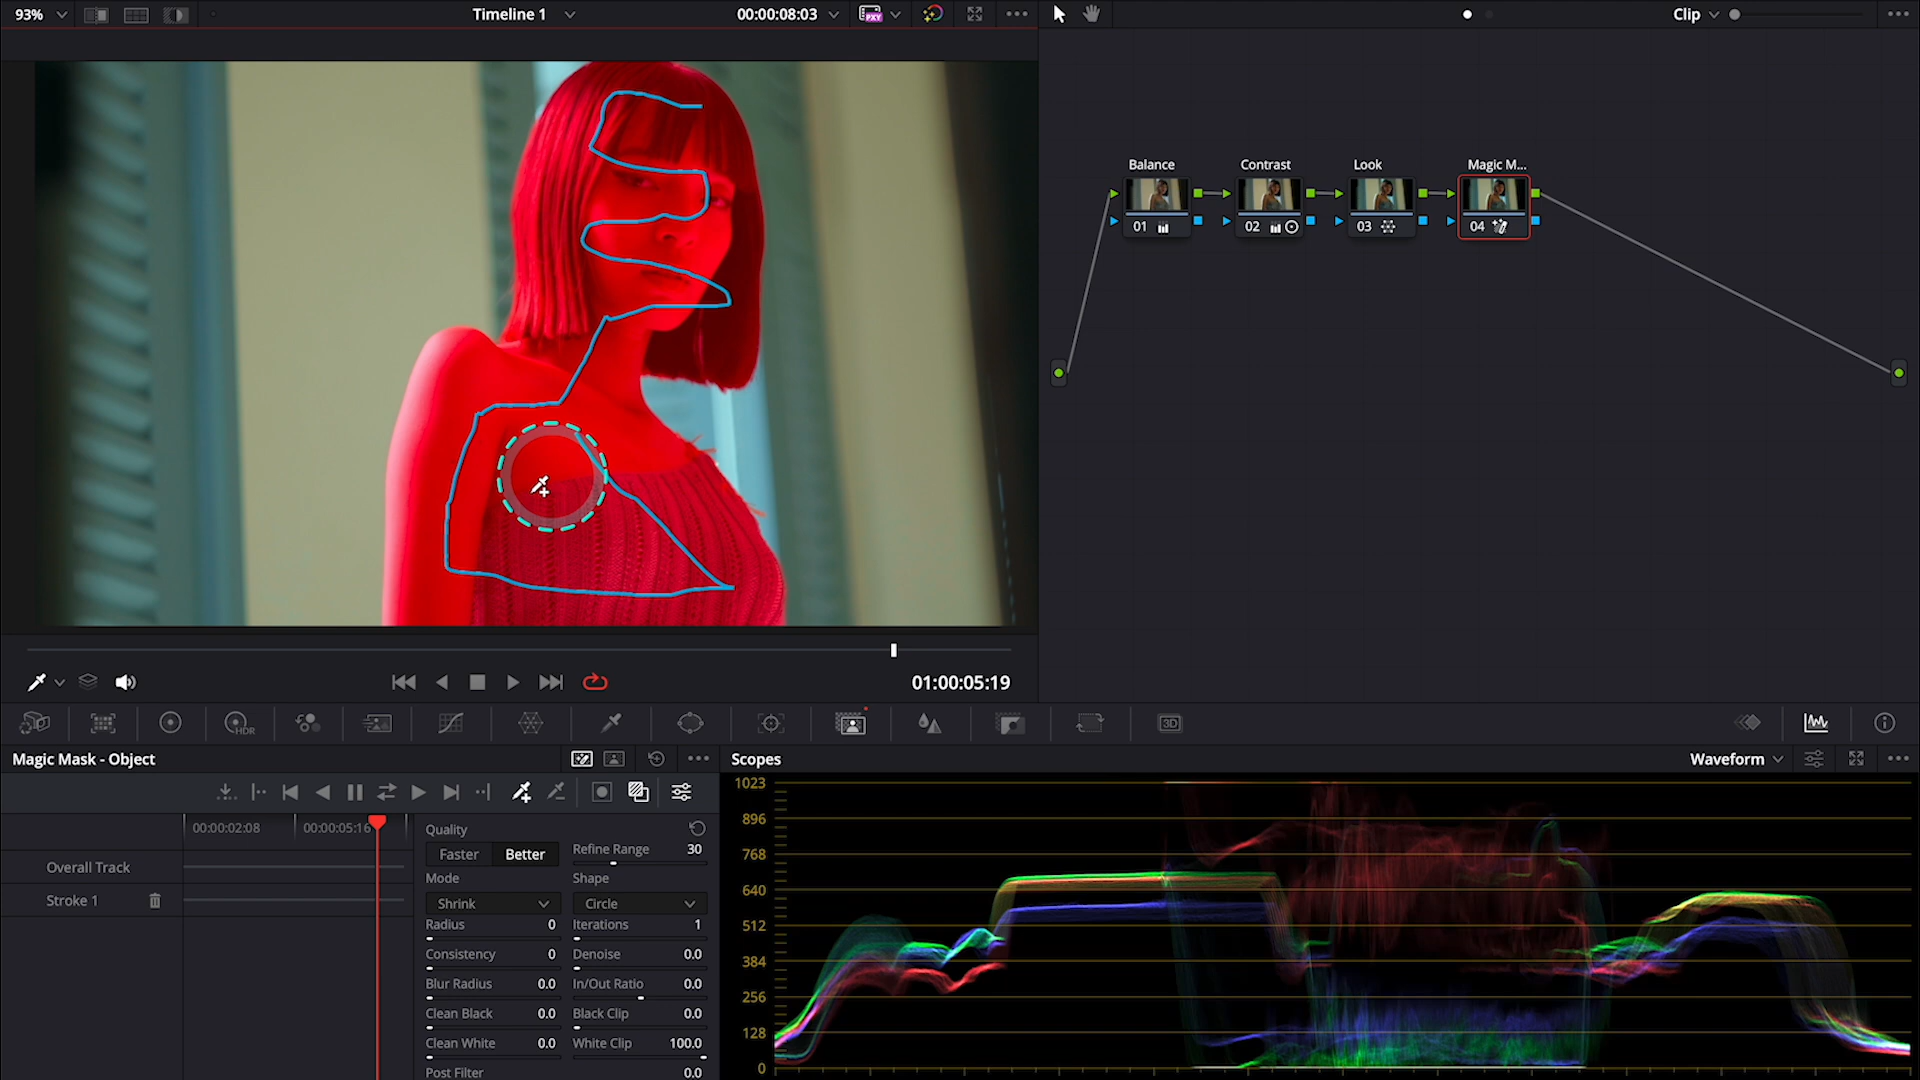 93%
Timeline 1
00:00:08:03
PXY
Clip
Balance
Contrast
Look
Magic M...
01
02
03
04
01:00:05:19
HDR
3D
Magic Mask - Object
Scopes
Waveform
00:00:02:08
00:00:05:16
Overall Track
Stroke 1
Quality
Faster
Better
Refine Range
30
Mode
Shape
Shrink
Circle
Radius
0
Iterations
1
Consistency
0
Denoise
0.0
Blur Radius
0.0
In/Out Ratio
0.0
Clean Black
0.0
Black Clip
0.0
Clean White
0.0
White Clip
100.0
Post Filter
0.0
1023
896
768
640
512
384
256
128
0